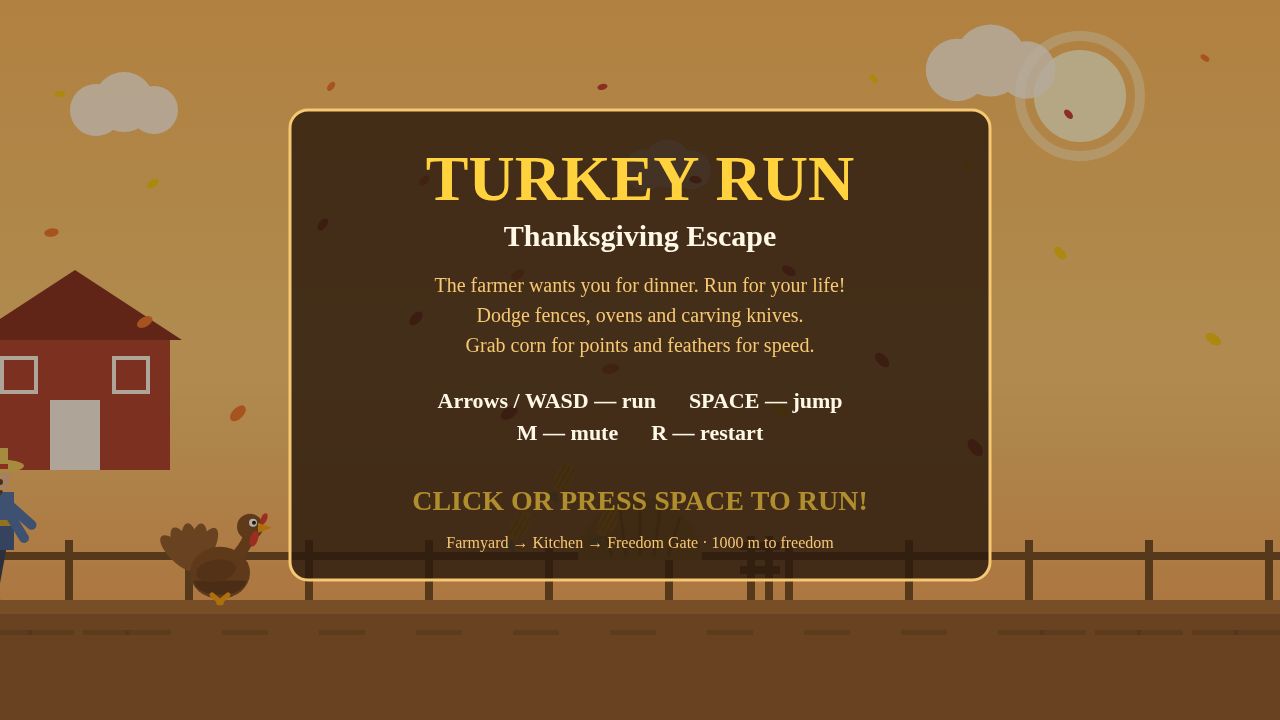 TURKEY RUN
Thanksgiving Escape
The farmer wants you for dinner. Run for your life!
Dodge fences, ovens and carving knives.
Grab corn for points and feathers for speed.
Arrows / WASD — run SPACE — jump
M — mute R — restart
CLICK OR PRESS SPACE TO RUN!
Farmyard → Kitchen → Freedom Gate · 1000 m to freedom